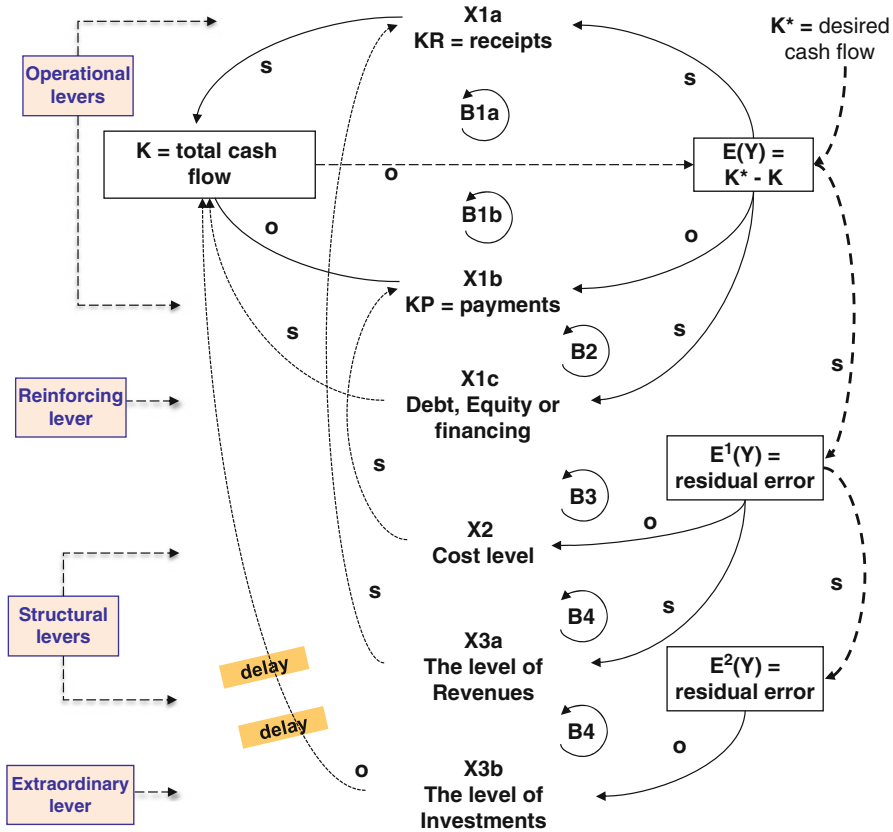 X1a
KR = receipts
K* = desired
cash flow
Operational
levers
s
s
B1a
K = total cash
flow
o
E(Y) =
K* - K
B1b
o
o
X1b
KP = payments
s
s
B2
s
Reinforcing
lever
X1c
Debt, Equity or
financing
E¹(Y) =
residual error
s
B3
o
X2
Cost level
s
Structural
levers
s
B4
s
X3a
The level of
Revenues
delay
E²(Y) =
residual error
delay
B4
o
o
Extraordinary
lever
X3b
The level of
Investments